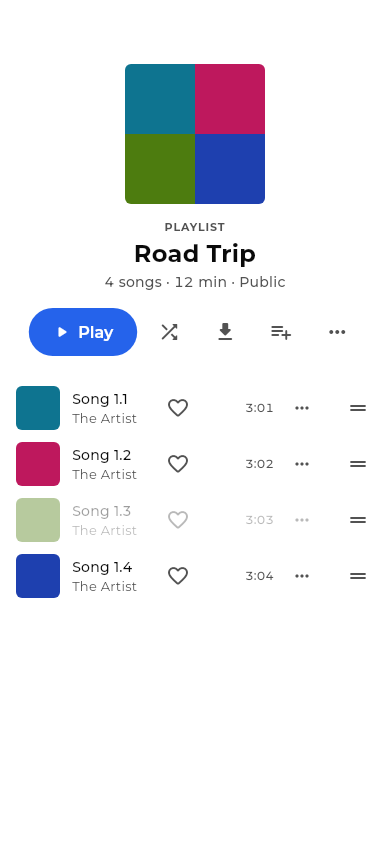 PLAYLIST
Road Trip
4 songs · 12 min · Public
Play
Song 1.1
The Artist
3:01
Song 1.2
The Artist
3:02
Song 1.3
The Artist
3:03
Song 1.4
The Artist
3:04